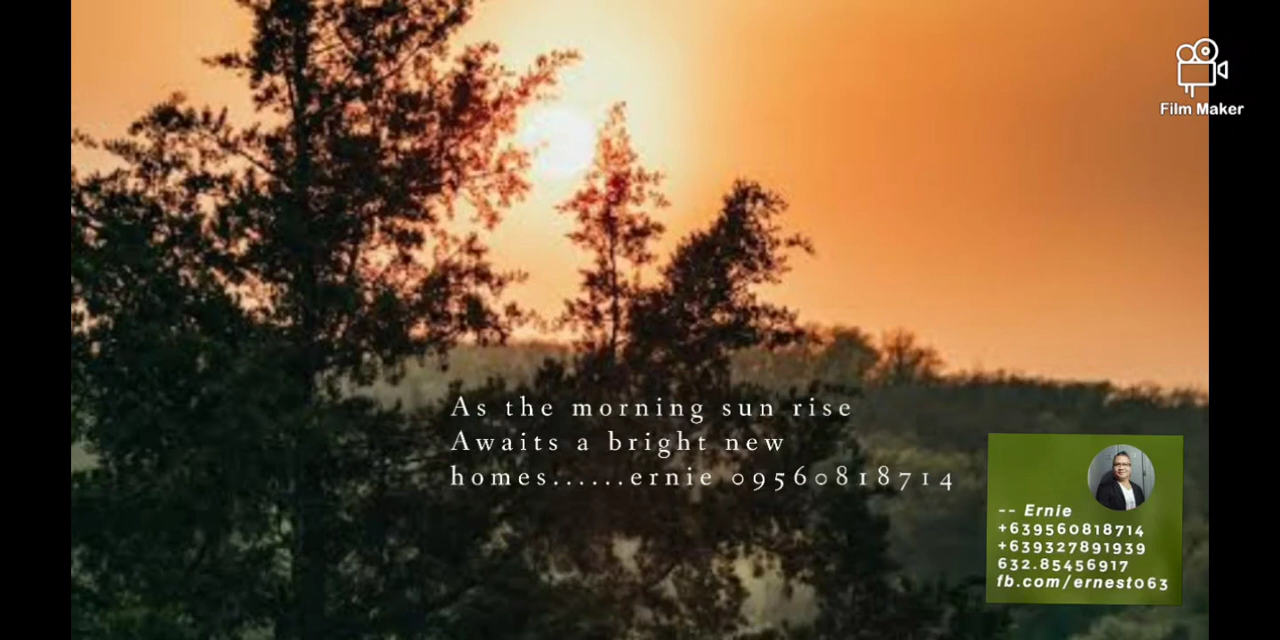 Film Maker
As the morning sun rise
Awaits a bright new
homes......ernie 09560818714
-- Ernie
+639560818714
+639327891939
632.85456917
fb.com/ernest063